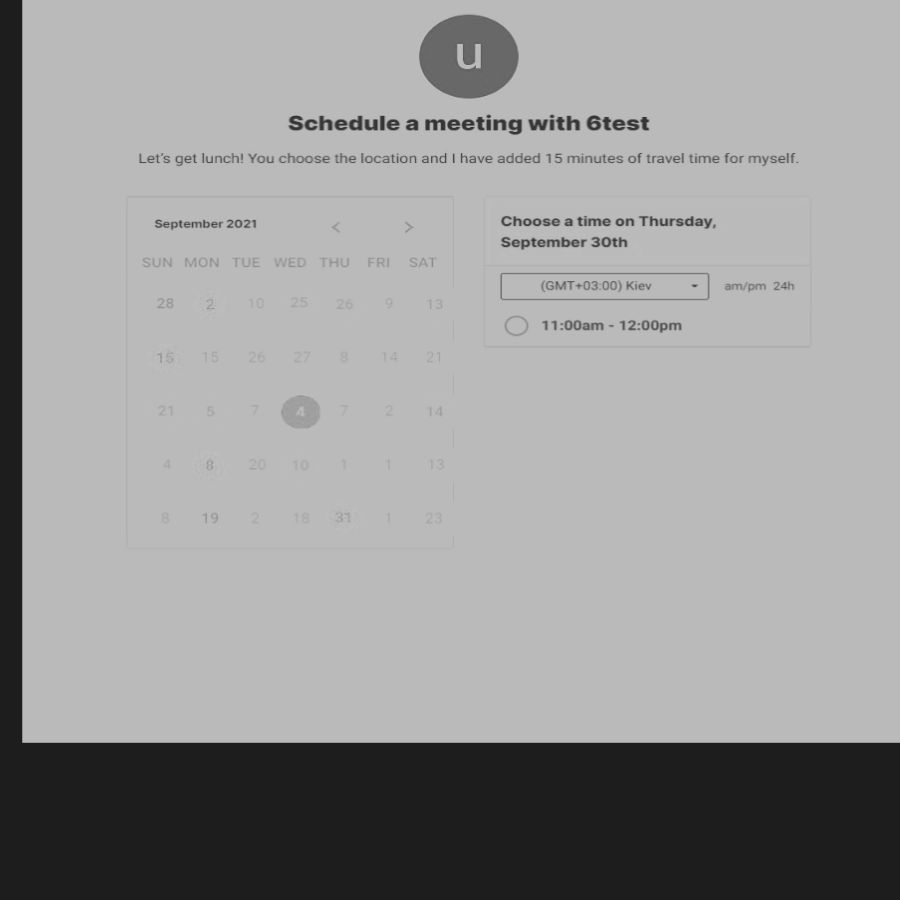 u
Schedule a meeting with 6test
Let's get lunch! You choose the location and I have added 15 minutes of travel time for myself.
September 2021 < >
SUN MON TUE WED THU FRI SAT
28 2 10 25 26 9 13
15 15 26 27 8 14 21
21 5 7 4 7 2 14
4 8 20 10 1 1 13
8 19 2 18 31 1 23
Choose a time on Thursday,
September 30th
(GMT+03:00) Kiev am/pm 24h
11:00am - 12:00pm